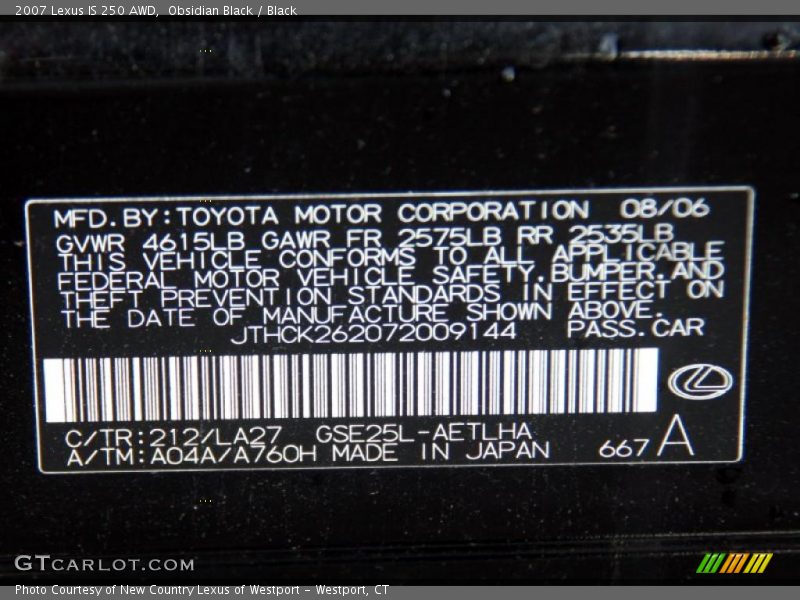 2007 Lexus IS 250 AWD,  Obsidian Black / Black
MFD.BY:TOYOTA MOTOR CORPORATION 08/06
GVWR 4615LB GAWR FR 2575LB RR 2535LB
THIS VEHICLE CONFORMS TO ALL APPLICABLE
FEDERAL MOTOR VEHICLE SAFETY,BUMPER,AND
THEFT PREVENTION STANDARDS IN EFFECT ON
THE DATE OF MANUFACTURE SHOWN ABOVE.
JTHCK262072009144 PASS.CAR
C/TR:212/LA27 GSE25L-AETLHA
A/TM:A04A/A760H MADE IN JAPAN 667 A
GTCARLOT.COM
Photo Courtesy of New Country Lexus of Westport – Westport, CT